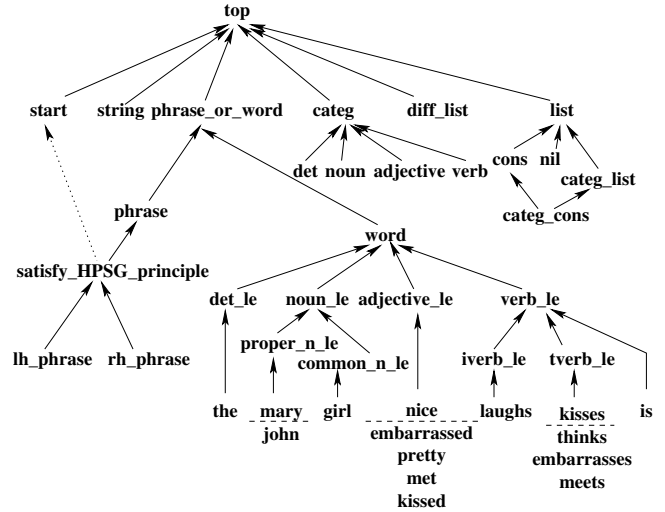 top
start string phrase_or_word categ diff_list list
det noun adjective verb cons nil
categ_list
phrase categ_cons
word
satisfy_HPSG_principle
det_le noun_le adjective_le verb_le
proper_n_le
lh_phrase rh_phrase common_n_le iverb_le tverb_le
the mary girl nice laughs kisses is
john embarrassed thinks
pretty embarrasses
met meets
kissed